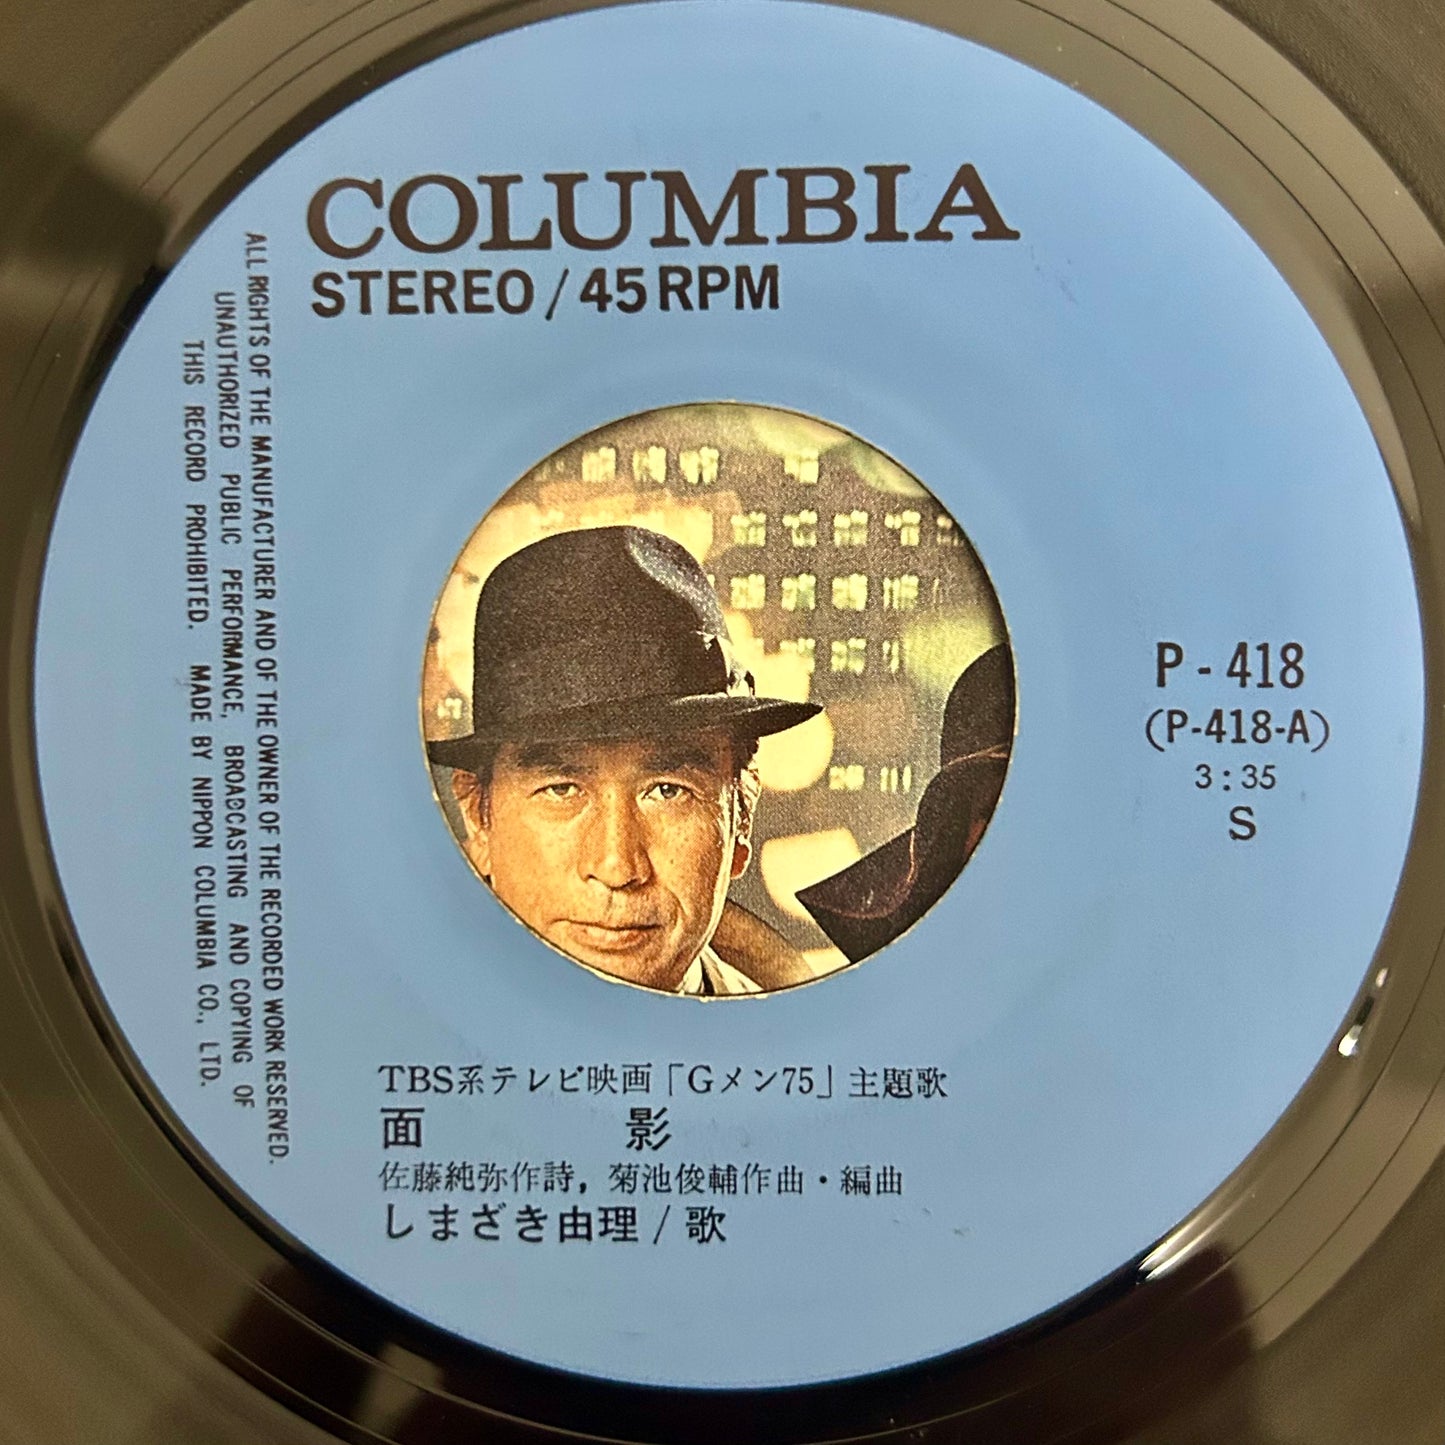 COLUMBIA
STEREO / 45 RPM
ALL RIGHTS OF THE MANUFACTURER AND OF THE OWNER OF THE RECORDED WORK RESERVED.
UNAUTHORIZED PUBLIC PERFORMANCE, BROADCASTING AND COPYING OF
THIS RECORD PROHIBITED. MADE BY NIPPON COLUMBIA CO., LTD.
P-418
(P-418-A)
3:35
S
TBS系テレビ映画「Gメン75」主題歌
面影
佐藤純弥作詩，菊池俊輔作曲・編曲
しまざき由理/歌